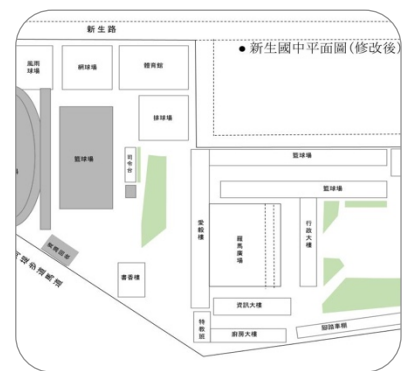 新生路
● 新生國中平面圖(修改後)
風雨
球場
網球場
體育館
排球場
籃球場
司令台
籃球場
籃球場
愛毅樓
羅馬廣場
行政大樓
書香樓
資訊大樓
特教班
廚房大樓
腳踏車棚